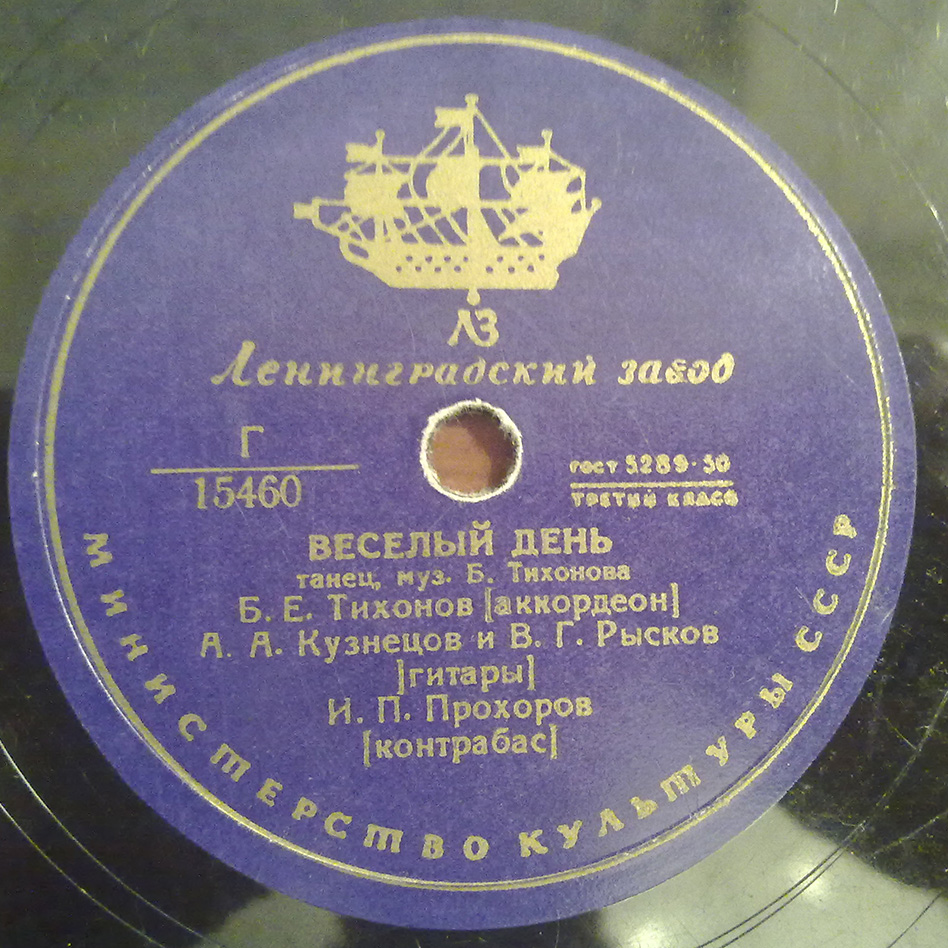 ЛЗ
Ленинградский завод
Г
15460
гост 5289-50
третий класс
ВЕСЕЛЫЙ ДЕНЬ
танец, муз. Б. Тихонова
Б. Е. Тихонов [аккордеон]
А. А. Кузнецов и В. Г. Рысков
]гитары]
И. П. Прохоров
[контрабас]
МИНИСТЕРСТВО КУЛЬТУРЫ СССР